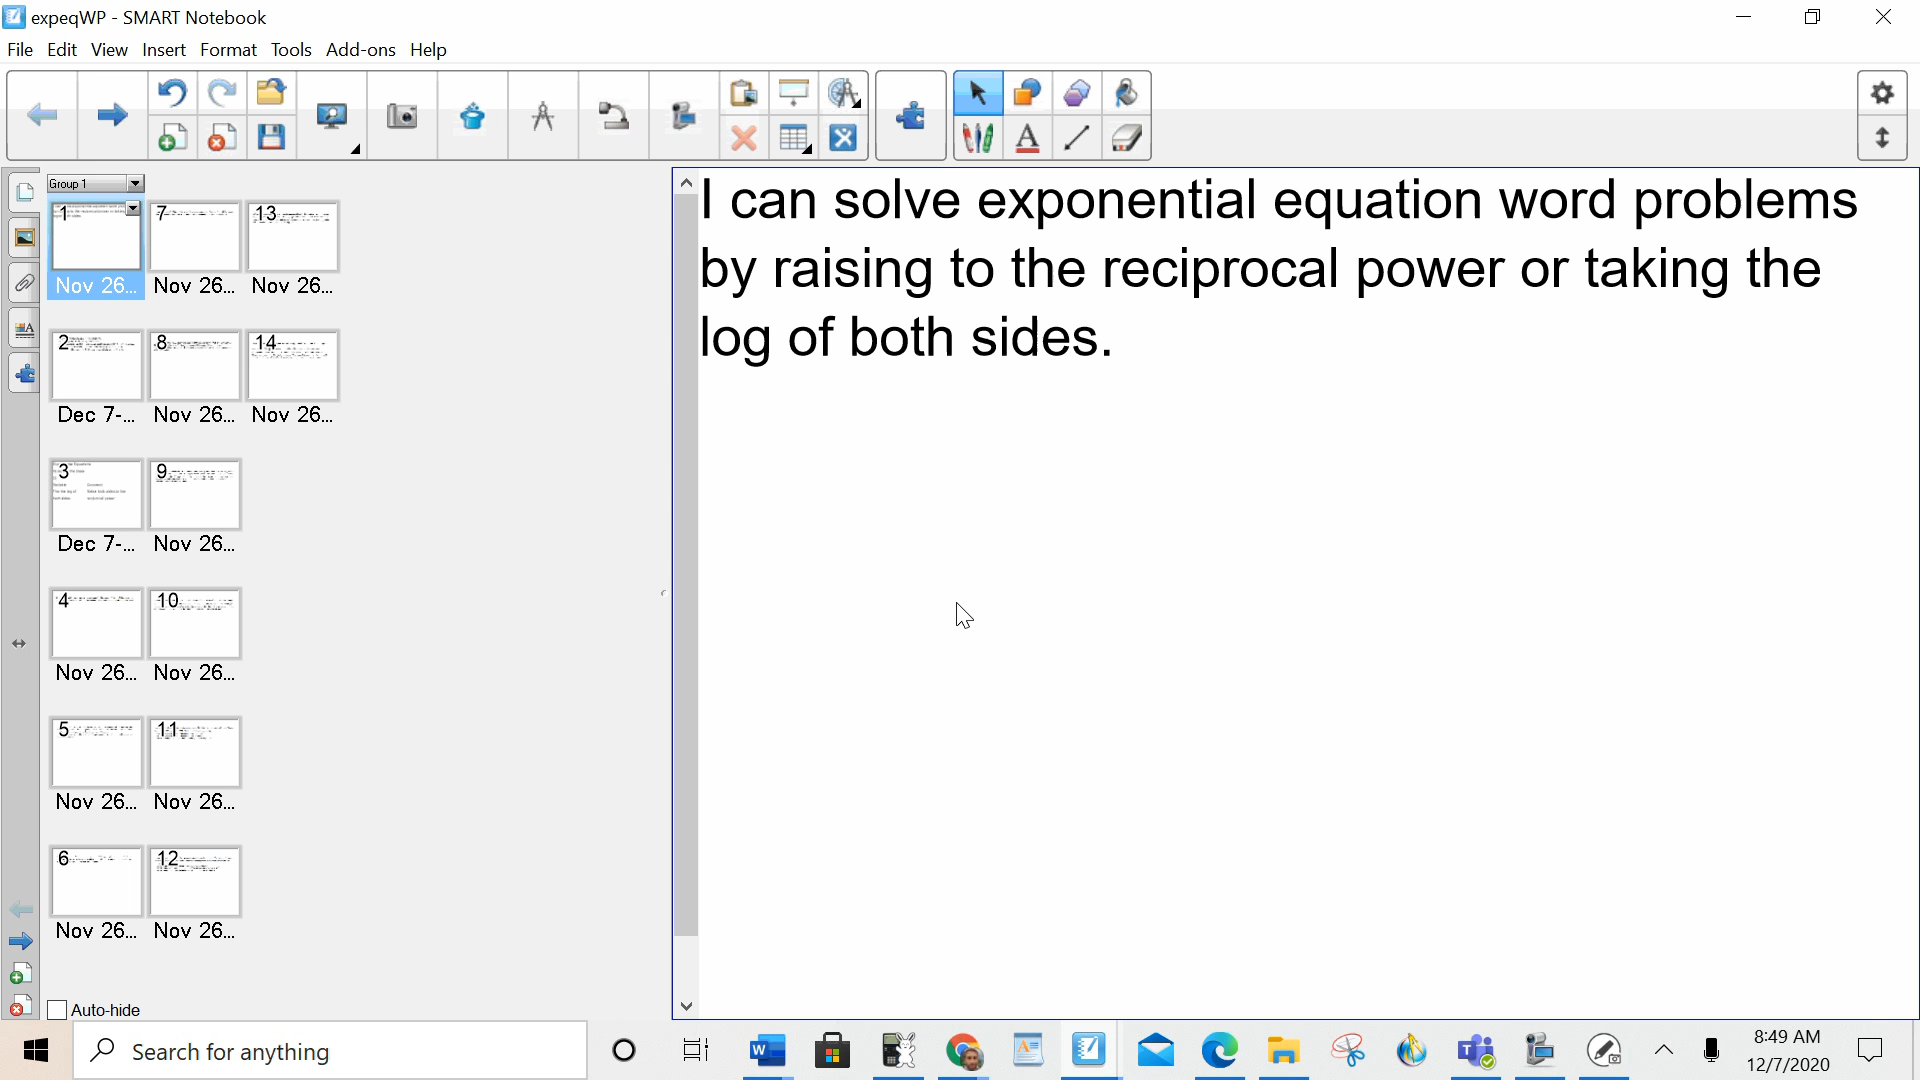 expeqWP - SMART Notebook
File Edit View Insert Format Tools Add-ons Help
Group 1
1 7 13
Nov 26... Nov 26... Nov 26...
2 8 14
Dec 7-... Nov 26... Nov 26...
3 9
Dec 7-... Nov 26...
4 10
Nov 26... Nov 26...
5 11
Nov 26... Nov 26...
6 12
Nov 26... Nov 26...
Auto-hide
I can solve exponential equation word problems
by raising to the reciprocal power or taking the
log of both sides.
Search for anything
8:49 AM
12/7/2020